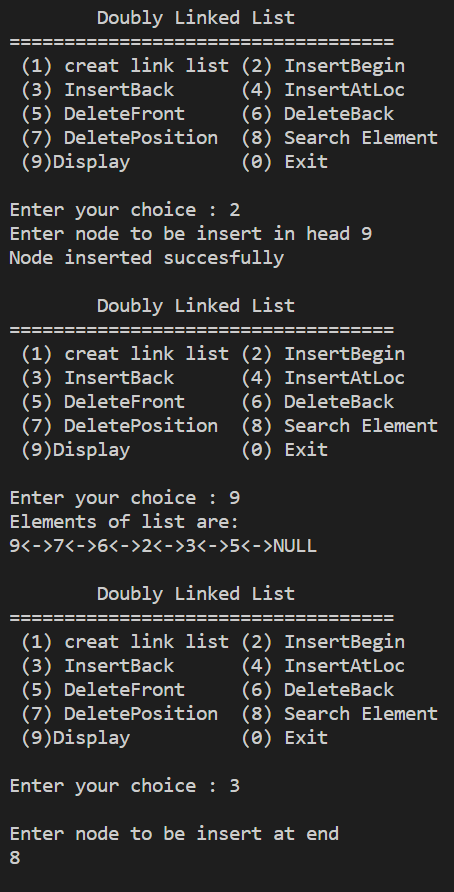 Doubly Linked List
===================================
(1) creat link list (2) InsertBegin
(3) InsertBack (4) InsertAtLoc
(5) DeleteFront (6) DeleteBack
(7) DeletePosition (8) Search Element
(9)Display (0) Exit
Enter your choice : 2
Enter node to be insert in head 9
Node inserted succesfully
Doubly Linked List
===================================
(1) creat link list (2) InsertBegin
(3) InsertBack (4) InsertAtLoc
(5) DeleteFront (6) DeleteBack
(7) DeletePosition (8) Search Element
(9)Display (0) Exit
Enter your choice : 9
Elements of list are:
9<->7<->6<->2<->3<->5<->NULL
Doubly Linked List
===================================
(1) creat link list (2) InsertBegin
(3) InsertBack (4) InsertAtLoc
(5) DeleteFront (6) DeleteBack
(7) DeletePosition (8) Search Element
(9)Display (0) Exit
Enter your choice : 3
Enter node to be insert at end
8